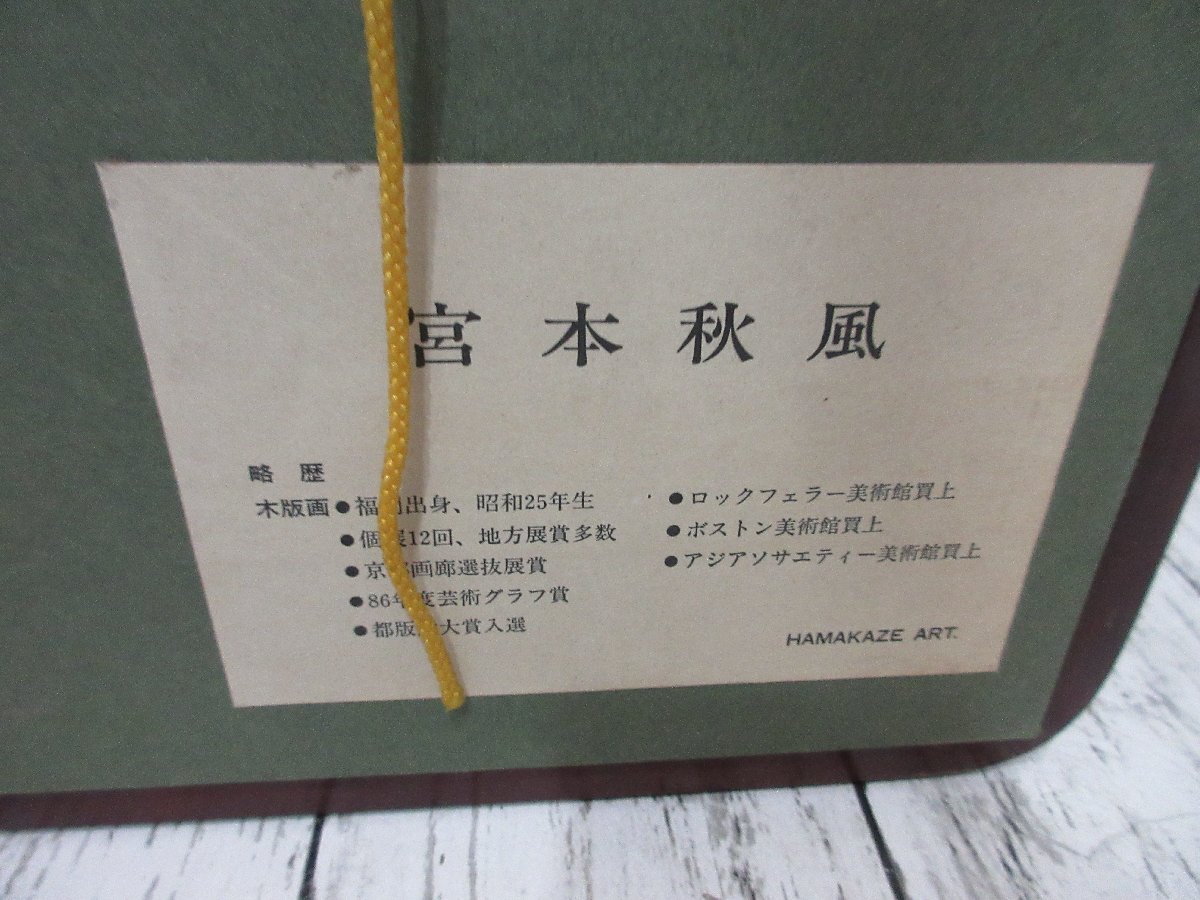 宮本秋風
略歴
木版画●福岡出身、昭和25年生
●個展12回、地方展賞多数
●京都画廊選抜展賞
●86年度芸術グラフ賞
●都版画大賞入選
●ロックフェラー美術館買上
●ボストン美術館買上
●アジアソサエティー美術館買上
HAMAKAZE ART.